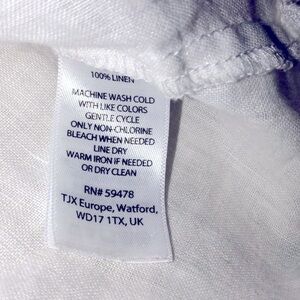 100% LINEN
MACHINE WASH COLD
WITH LIKE COLORS
GENTLE CYCLE
ONLY NON-CHLORINE
BLEACH WHEN NEEDED
LINE DRY
WARM IRON IF NEEDED
OR DRY CLEAN
RN# 59478
TJX Europe, Watford,
WD17 1TX, UK